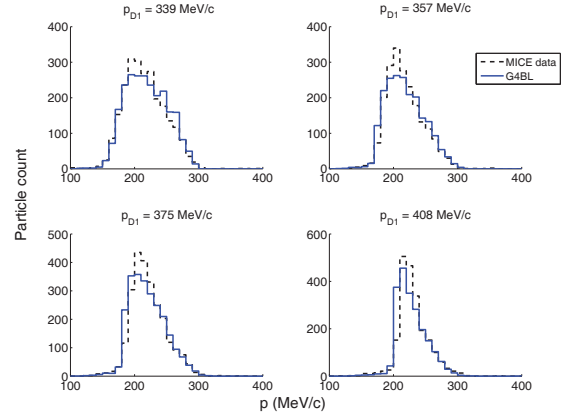 p_D1 = 339 MeV/c
p_D1 = 357 MeV/c
400
300
200
100
0
100 200 300 400
400
300
200
100
0
100 200 300 400
MICE data
G4BL
Particle count
p_D1 = 375 MeV/c
p_D1 = 408 MeV/c
500
400
300
200
100
0
100 200 300 400
600
400
200
0
100 200 300 400
p (MeV/c)